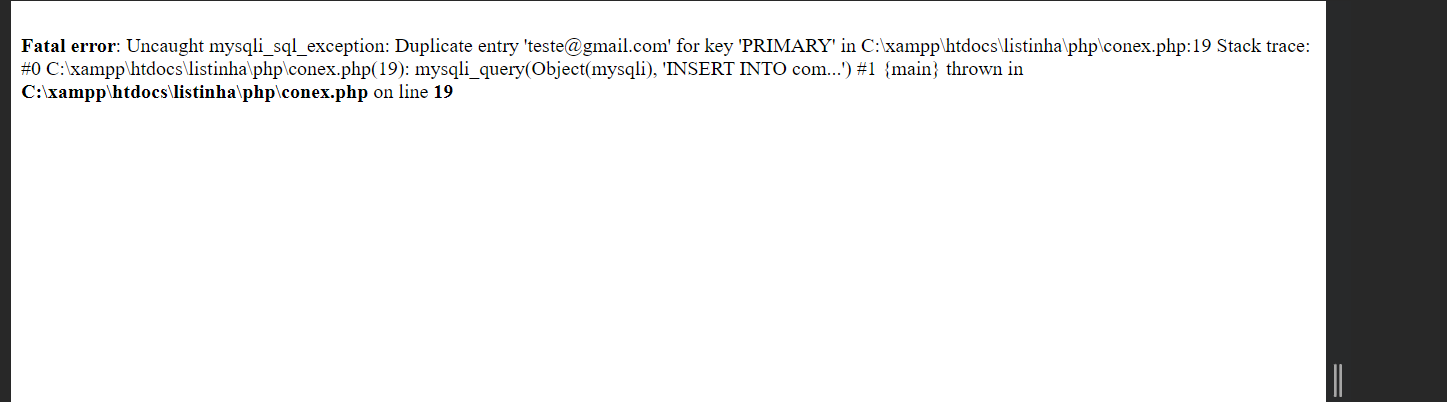 Fatal error: Uncaught mysqli_sql_exception: Duplicate entry 'teste@gmail.com' for key 'PRIMARY' in C:\xampp\htdocs\listinha\php\conex.php:19 Stack trace:
#0 C:\xampp\htdocs\listinha\php\conex.php(19): mysqli_query(Object(mysqli), 'INSERT INTO com...') #1 {main} thrown in
C:\xampp\htdocs\listinha\php\conex.php on line 19